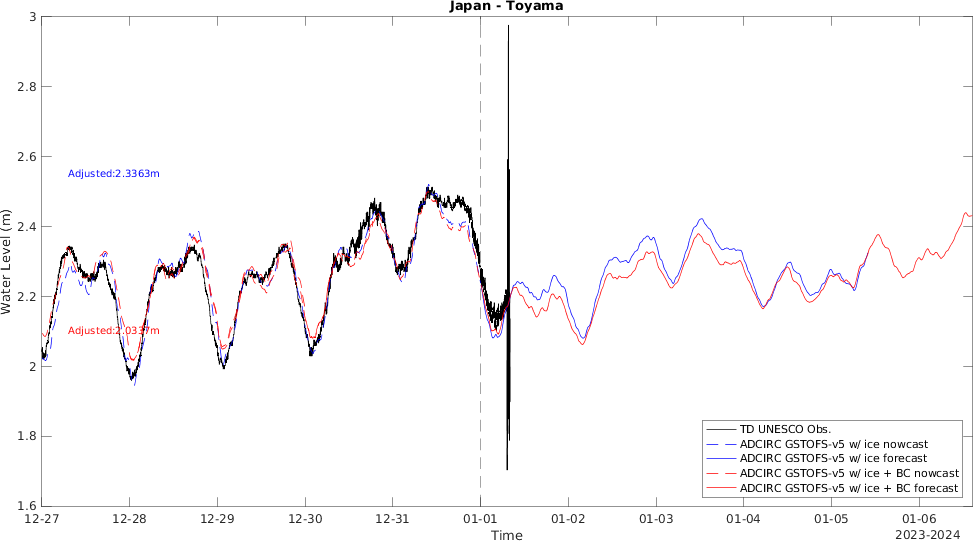 Japan - Toyama
3
2.8
2.6
2.4
2.2
2
1.8
1.6
Water Level (m)
Adjusted:2.3363m
Adjusted:2.0317m
TD UNESCO Obs.
ADCIRC GSTOFS-v5 w/ ice nowcast
ADCIRC GSTOFS-v5 w/ ice forecast
ADCIRC GSTOFS-v5 w/ ice + BC nowcast
ADCIRC GSTOFS-v5 w/ ice + BC forecast
12-27 12-28 12-29 12-30 12-31 01-01 01-02 01-03 01-04 01-05 01-06
Time
2023-2024